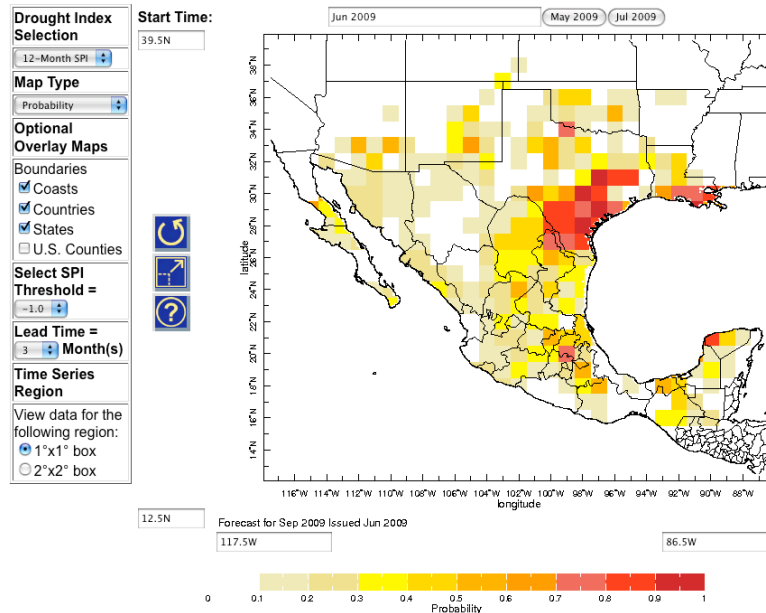 Drought Index
Selection
12-Month SPI
Map Type
Probability
Optional
Overlay Maps
Boundaries
Coasts
Countries
States
U.S. Counties
Select SPI
Threshold =
-1.0
Lead Time =
3 Month(s)
Time Series
Region
View data for the
following region:
1°x1° box
2°x2° box
Start Time:
Jun 2009 May 2009 Jul 2009
39.5N
38°N
36°N
34°N
32°N
30°N
28°N
26°N
24°N
22°N
20°N
18°N
16°N
14°N
latitude
116°W 114°W 112°W 110°W 108°W 106°W 104°W 102°W 100°W 98°W 96°W 94°W 92°W 90°W 88°W
longitude
12.5N
Forecast for Sep 2009 Issued Jun 2009
117.5W 86.5W
0 0.1 0.2 0.3 0.4 0.5 0.6 0.7 0.8 0.9 1
Probability